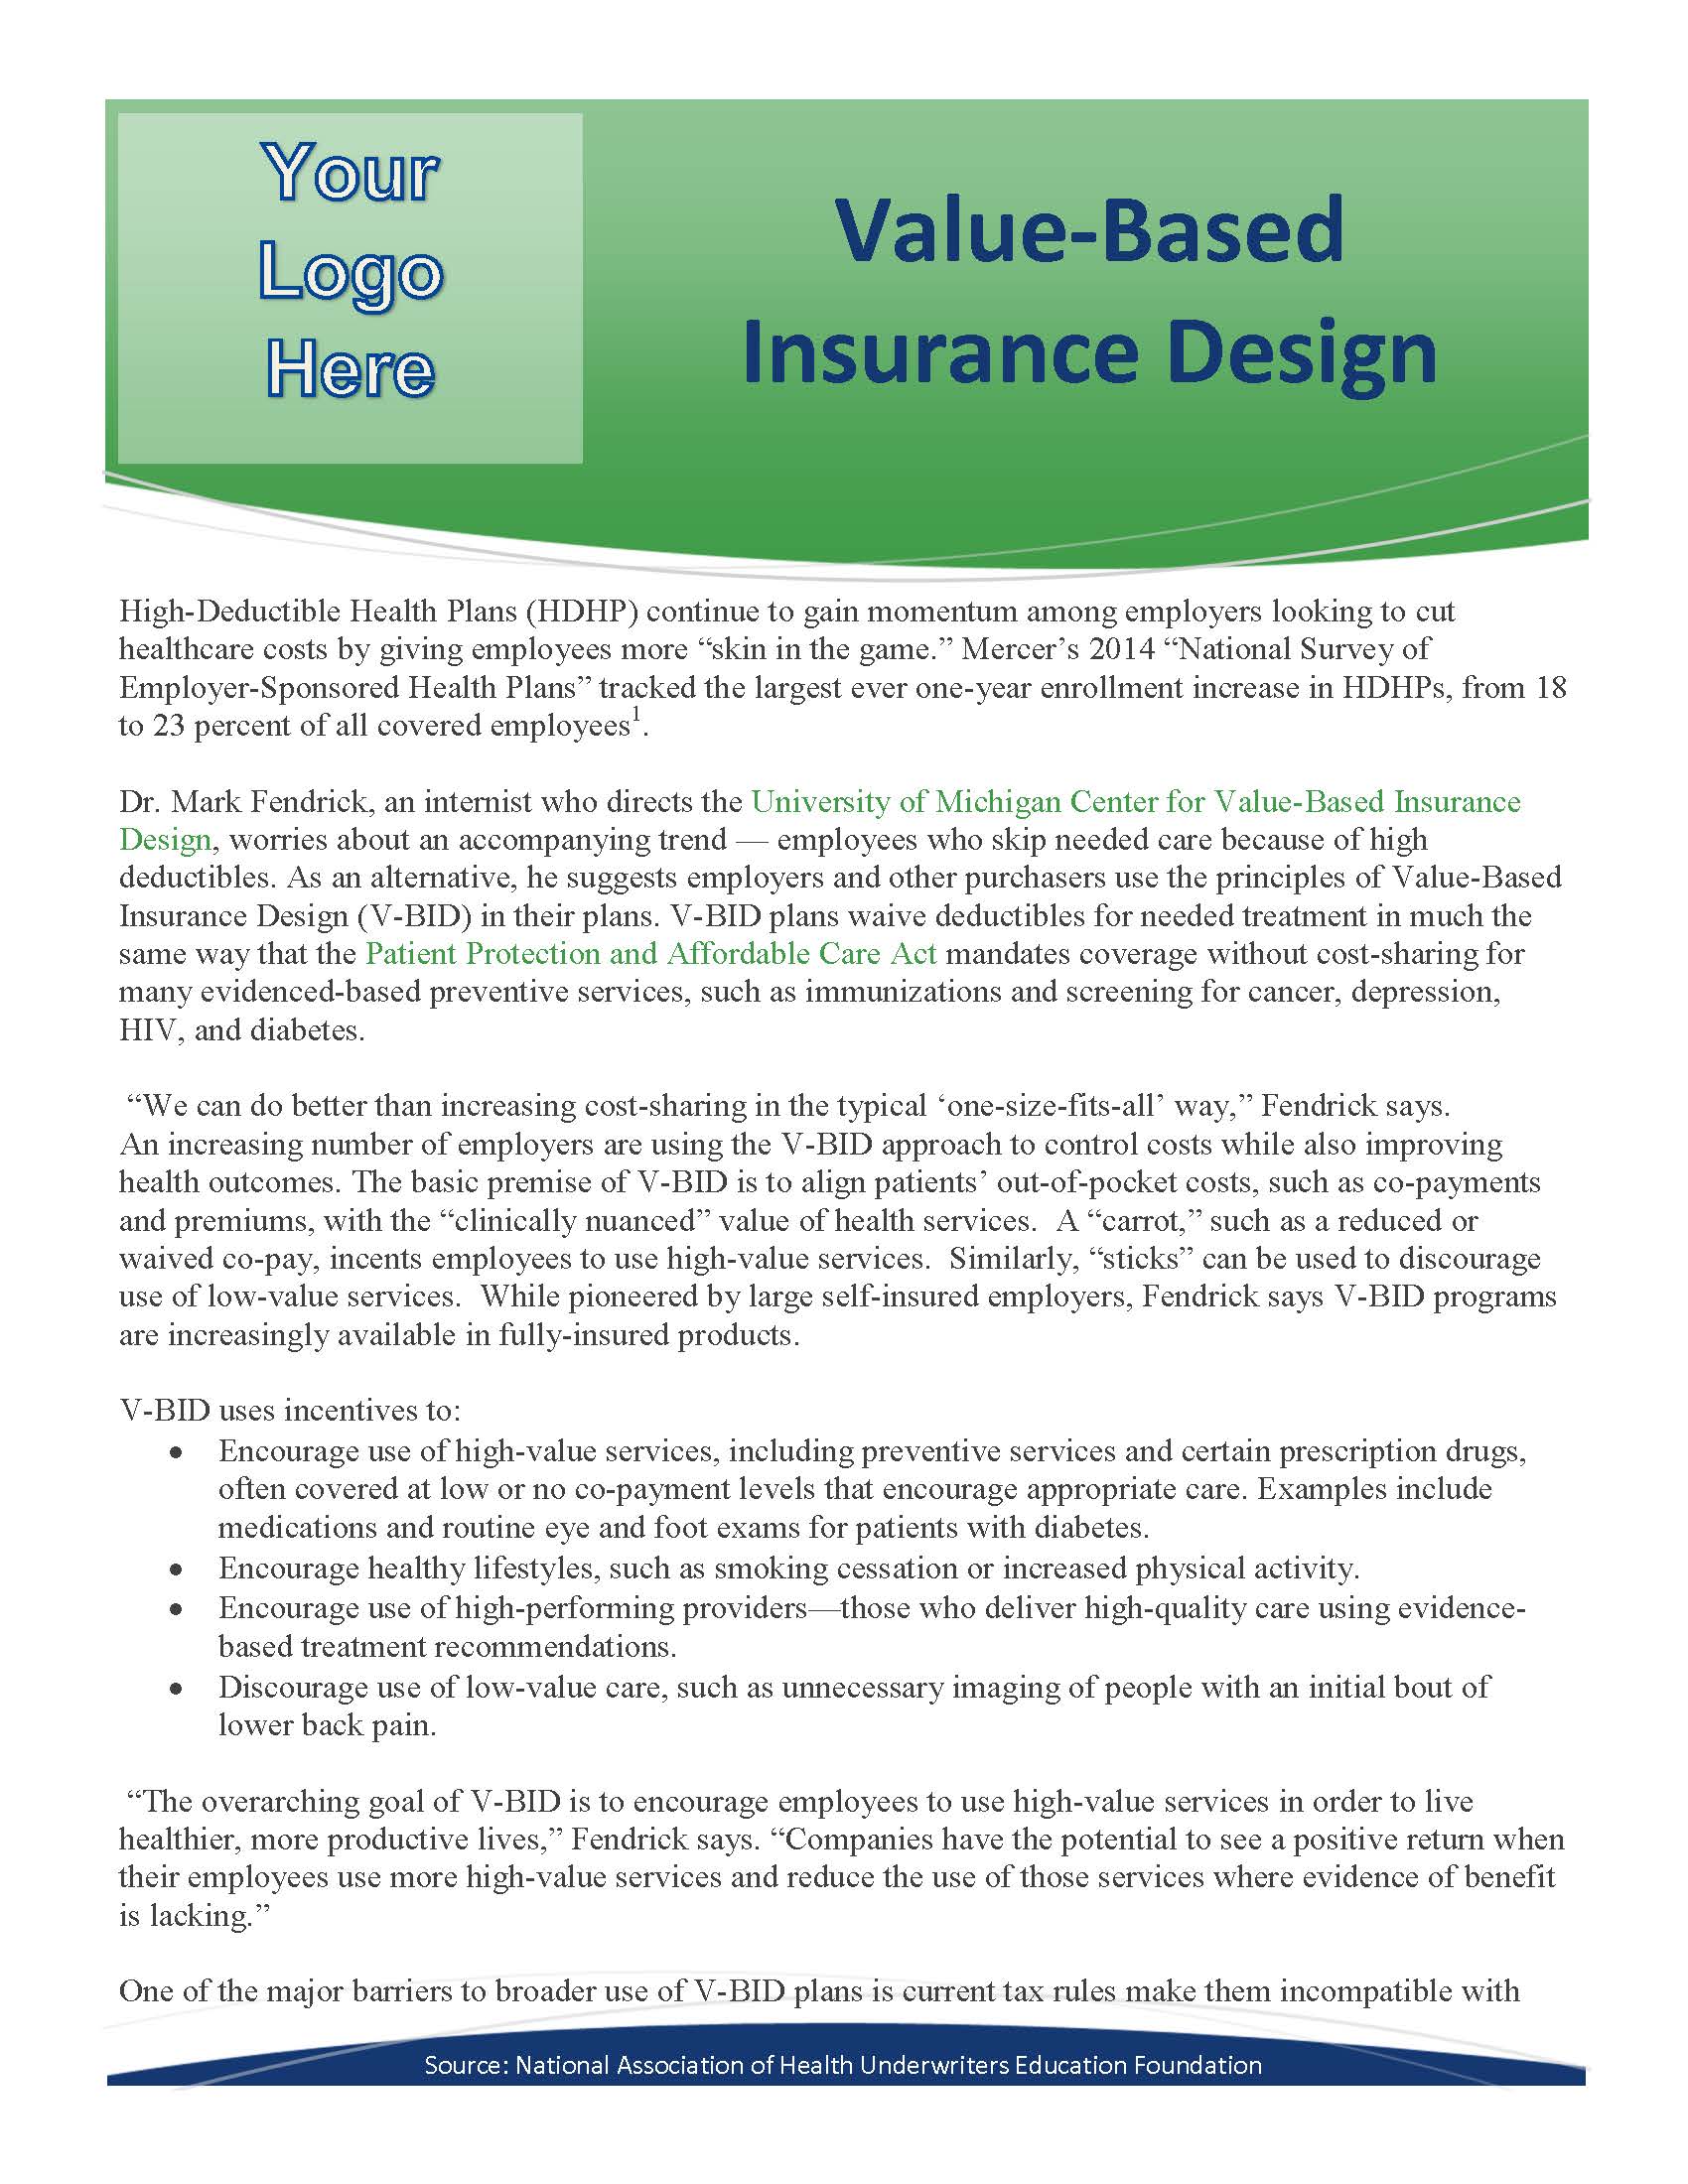 Your
Logo
Here
Value-Based
Insurance Design
High-Deductible Health Plans (HDHP) continue to gain momentum among employers looking to cut
healthcare costs by giving employees more “skin in the game.” Mercer’s 2014 “National Survey of
Employer-Sponsored Health Plans” tracked the largest ever one-year enrollment increase in HDHPs, from 18
to 23 percent of all covered employees¹.
Dr. Mark Fendrick, an internist who directs the University of Michigan Center for Value-Based Insurance
Design, worries about an accompanying trend — employees who skip needed care because of high
deductibles. As an alternative, he suggests employers and other purchasers use the principles of Value-Based
Insurance Design (V-BID) in their plans. V-BID plans waive deductibles for needed treatment in much the
same way that the Patient Protection and Affordable Care Act mandates coverage without cost-sharing for
many evidenced-based preventive services, such as immunizations and screening for cancer, depression,
HIV, and diabetes.
“We can do better than increasing cost-sharing in the typical ‘one-size-fits-all’ way,” Fendrick says.
An increasing number of employers are using the V-BID approach to control costs while also improving
health outcomes. The basic premise of V-BID is to align patients’ out-of-pocket costs, such as co-payments
and premiums, with the “clinically nuanced” value of health services.  A “carrot,” such as a reduced or
waived co-pay, incents employees to use high-value services.  Similarly, “sticks” can be used to discourage
use of low-value services.  While pioneered by large self-insured employers, Fendrick says V-BID programs
are increasingly available in fully-insured products.
V-BID uses incentives to:
• Encourage use of high-value services, including preventive services and certain prescription drugs,
often covered at low or no co-payment levels that encourage appropriate care. Examples include
medications and routine eye and foot exams for patients with diabetes.
• Encourage healthy lifestyles, such as smoking cessation or increased physical activity.
• Encourage use of high-performing providers—those who deliver high-quality care using evidence-
based treatment recommendations.
• Discourage use of low-value care, such as unnecessary imaging of people with an initial bout of
lower back pain.
“The overarching goal of V-BID is to encourage employees to use high-value services in order to live
healthier, more productive lives,” Fendrick says. “Companies have the potential to see a positive return when
their employees use more high-value services and reduce the use of those services where evidence of benefit
is lacking.”
One of the major barriers to broader use of V-BID plans is current tax rules make them incompatible with
Source: National Association of Health Underwriters Education Foundation